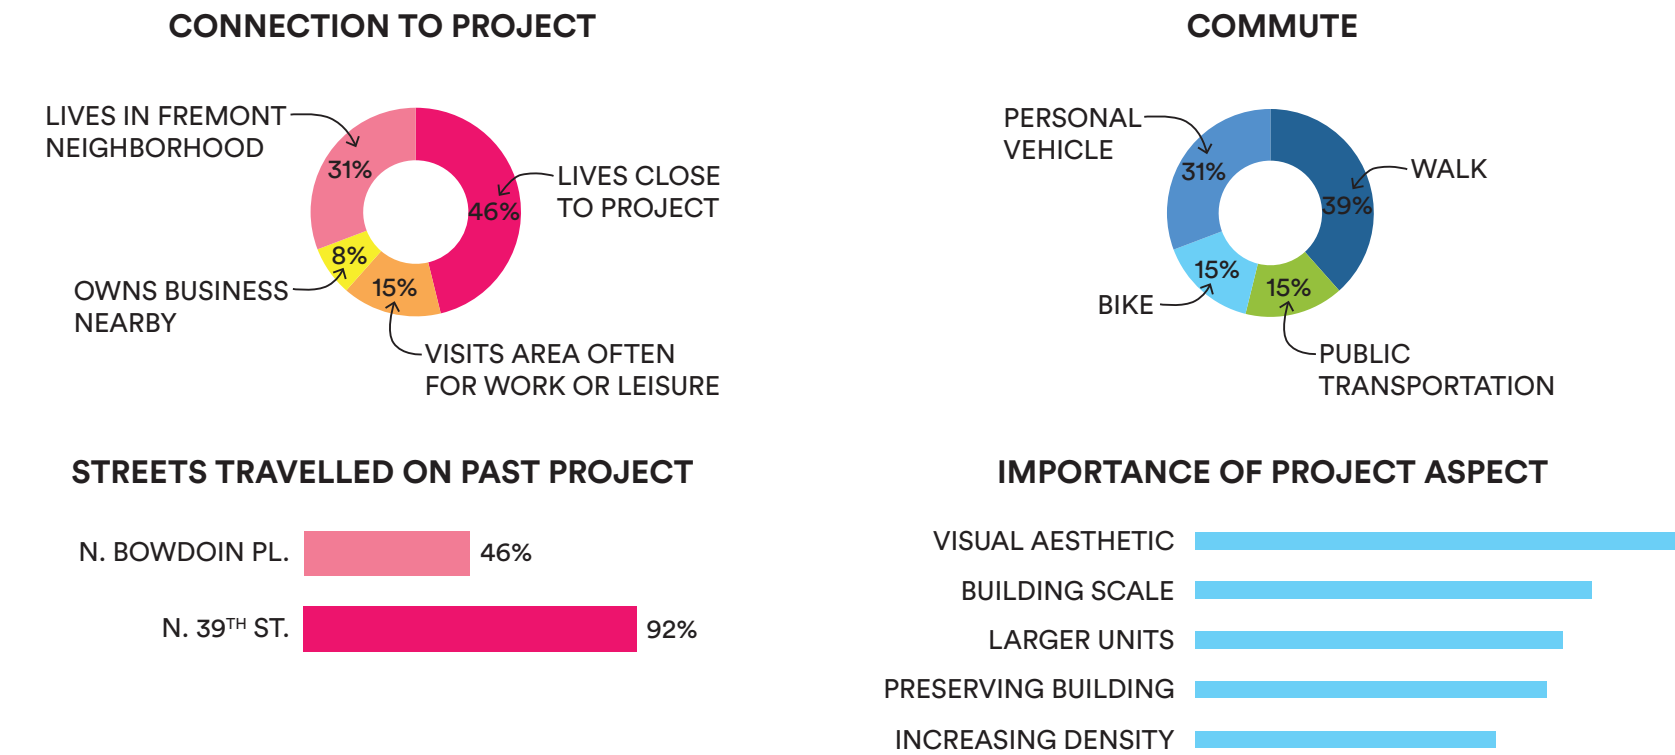 CONNECTION TO PROJECT
LIVES IN FREMONT
NEIGHBORHOOD
31%
LIVES CLOSE
TO PROJECT
46%
8%
OWNS BUSINESS
NEARBY
15%
VISITS AREA OFTEN
FOR WORK OR LEISURE
COMMUTE
PERSONAL
VEHICLE
31%
WALK
39%
15%
BIKE
15%
PUBLIC
TRANSPORTATION
STREETS TRAVELLED ON PAST PROJECT
N. BOWDOIN PL. 46%
N. 39TH ST. 92%
IMPORTANCE OF PROJECT ASPECT
VISUAL AESTHETIC
BUILDING SCALE
LARGER UNITS
PRESERVING BUILDING
INCREASING DENSITY